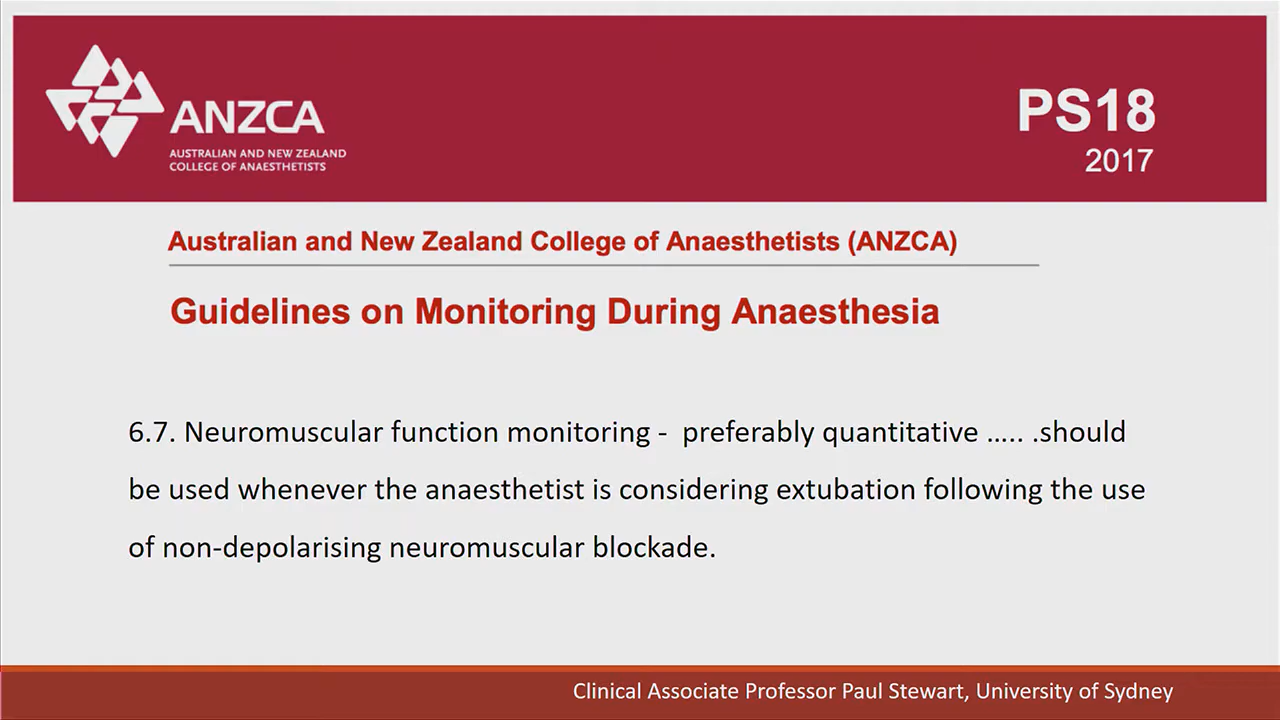 ANZCA
AUSTRALIAN AND NEW ZEALAND
COLLEGE OF ANAESTHETISTS
PS18
2017
Australian and New Zealand College of Anaesthetists (ANZCA)
Guidelines on Monitoring During Anaesthesia
6.7. Neuromuscular function monitoring -  preferably quantitative ..... .should
be used whenever the anaesthetist is considering extubation following the use
of non-depolarising neuromuscular blockade.
Clinical Associate Professor Paul Stewart, University of Sydney